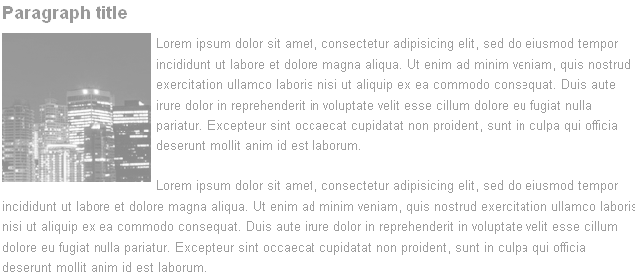 Paragraph title
Lorem ipsum dolor sit amet, consectetur adipisicing elit, sed do eiusmod tempor
incididunt ut labore et dolore magna aliqua. Ut enim ad minim veniam, quis nostrud
exercitation ullamco laboris nisi ut aliquip ex ea commodo consequat. Duis aute
irure dolor in reprehenderit in voluptate velit esse cillum dolore eu fugiat nulla
pariatur. Excepteur sint occaecat cupidatat non proident, sunt in culpa qui officia
deserunt mollit anim id est laborum.
Lorem ipsum dolor sit amet, consectetur adipisicing elit, sed do eiusmod tempor
incididunt ut labore et dolore magna aliqua. Ut enim ad minim veniam, quis nostrud exercitation ullamco laboris
nisi ut aliquip ex ea commodo consequat. Duis aute irure dolor in reprehenderit in voluptate velit esse cillum
dolore eu fugiat nulla pariatur. Excepteur sint occaecat cupidatat non proident, sunt in culpa qui officia
deserunt mollit anim id est laborum.